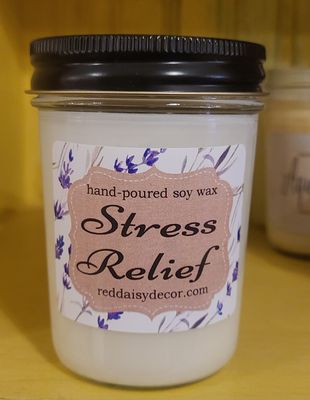 hand-poured soy wax
Stress
Relief
reddaisydecor.com